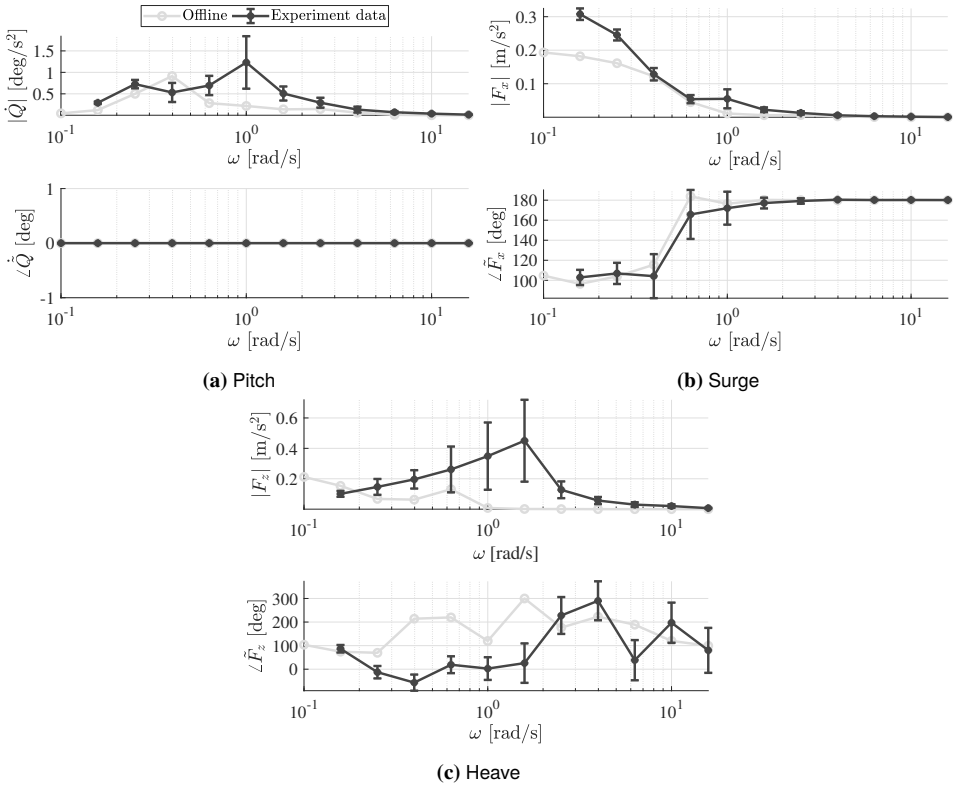 Offline Experiment data
|Q̇| [deg/s²]
1.5
1
0.5
10⁻¹ 10⁰ 10¹
ω [rad/s]
∠Q̇̃ [deg]
1
0
-1
10⁻¹ 10⁰ 10¹
ω [rad/s]
(a) Pitch
|F_x| [m/s²]
0.3
0.2
0.1
10⁻¹ 10⁰ 10¹
ω [rad/s]
∠F̃_x [deg]
180
160
140
120
100
10⁻¹ 10⁰ 10¹
ω [rad/s]
(b) Surge
|F_z| [m/s²]
0.6
0.4
0.2
10⁻¹ 10⁰ 10¹
ω [rad/s]
∠F̃_z [deg]
300
200
100
0
10⁻¹ 10⁰ 10¹
ω [rad/s]
(c) Heave